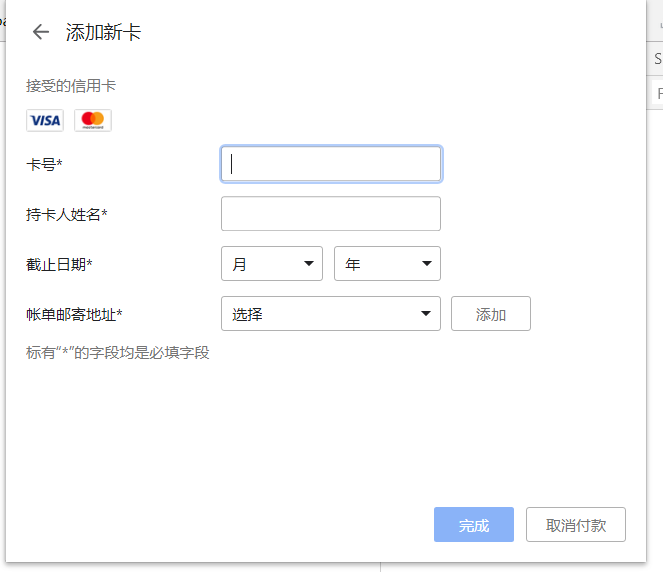 添加新卡
接受的信用卡
VISA mastercard
卡号*
持卡人姓名*
截止日期* 月 年
帐单邮寄地址* 选择 添加
标有“*”的字段均是必填字段
完成 取消付款